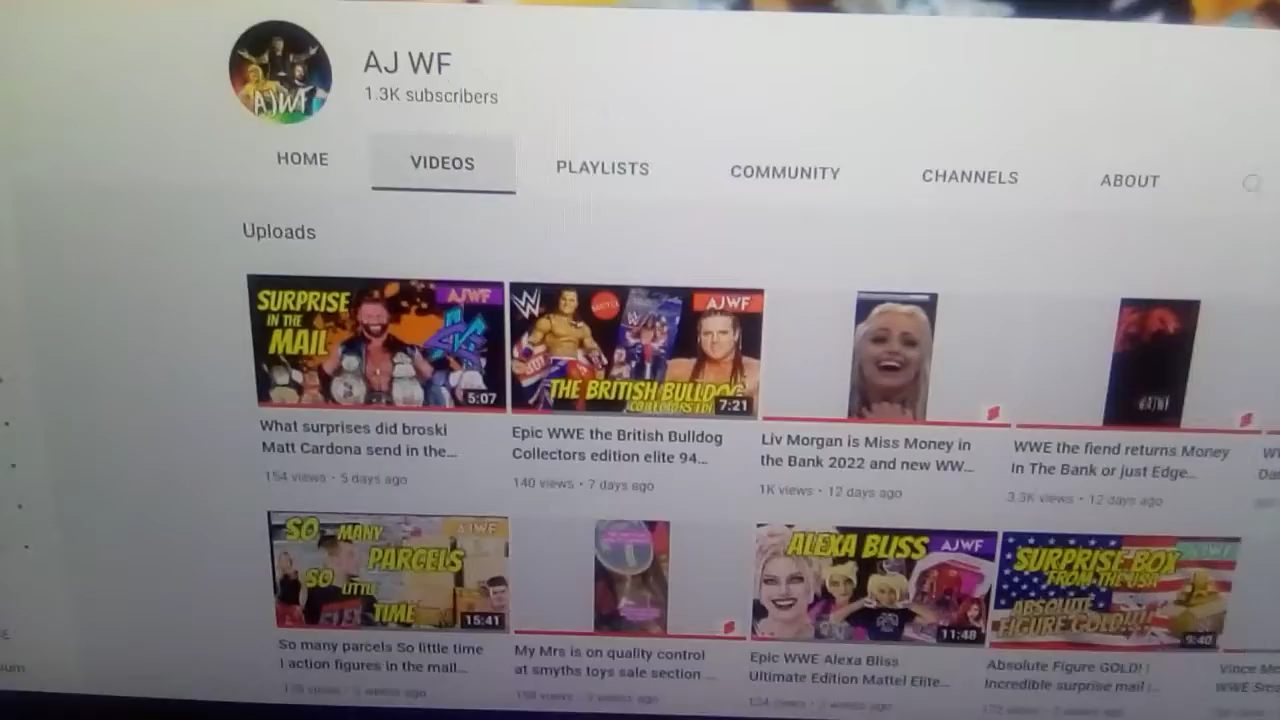 AJWF
AJ WF
1.3K subscribers
HOME
VIDEOS
PLAYLISTS
COMMUNITY
CHANNELS
ABOUT
Uploads
SURPRISE
IN THE
MAIL
AJWF
5:07
W
AJWF
THE BRITISH BULLDOG
7:21
What surprises did broski
Matt Cardona send in the...
154 views • 5 days ago
Epic WWE the British Bulldog
Collectors edition elite 94...
140 views • 7 days ago
Liv Morgan is Miss Money in
the Bank 2022 and new WW...
1K views • 12 days ago
WWE the fiend returns Money
In The Bank or just Edge...
3.3K views • 12 days ago
SO MANY
PARCELS
SO LITTLE
TIME
AJWF
15:41
ALEXA BLISS
AJWF
11:48
SURPRISE BOX
FROM THE USA
ABSOLUTE
FIGURE GOLD!!!
AJWF
9:40
So many parcels So little time
! action figures in the mail...
My Mrs is on quality control
at smyths toys sale section ...
Epic WWE Alexa Bliss
Ultimate Edition Mattel Elite...
Absolute Figure GOLD! !
Incredible surprise mail !...
Vince
WWE